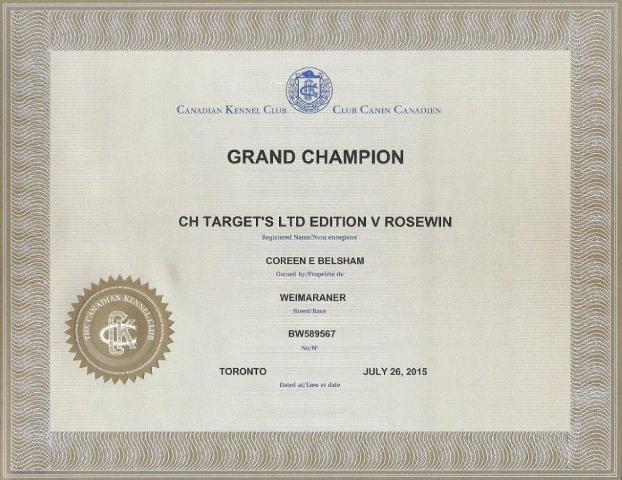 CANADIAN KENNEL CLUB CLUB CANIN CANADIEN
GRAND CHAMPION
CH TARGET'S LTD EDITION V ROSEWIN
Registered Name/Nom enregistré
COREEN E BELSHAM
Owned by/Propriété de
WEIMARANER
Breed/Race
BW589567
No/Nº
TORONTO JULY 26, 2015
Dated at/Lieu et date
THE CANADIAN KENNEL CLUB
CKC